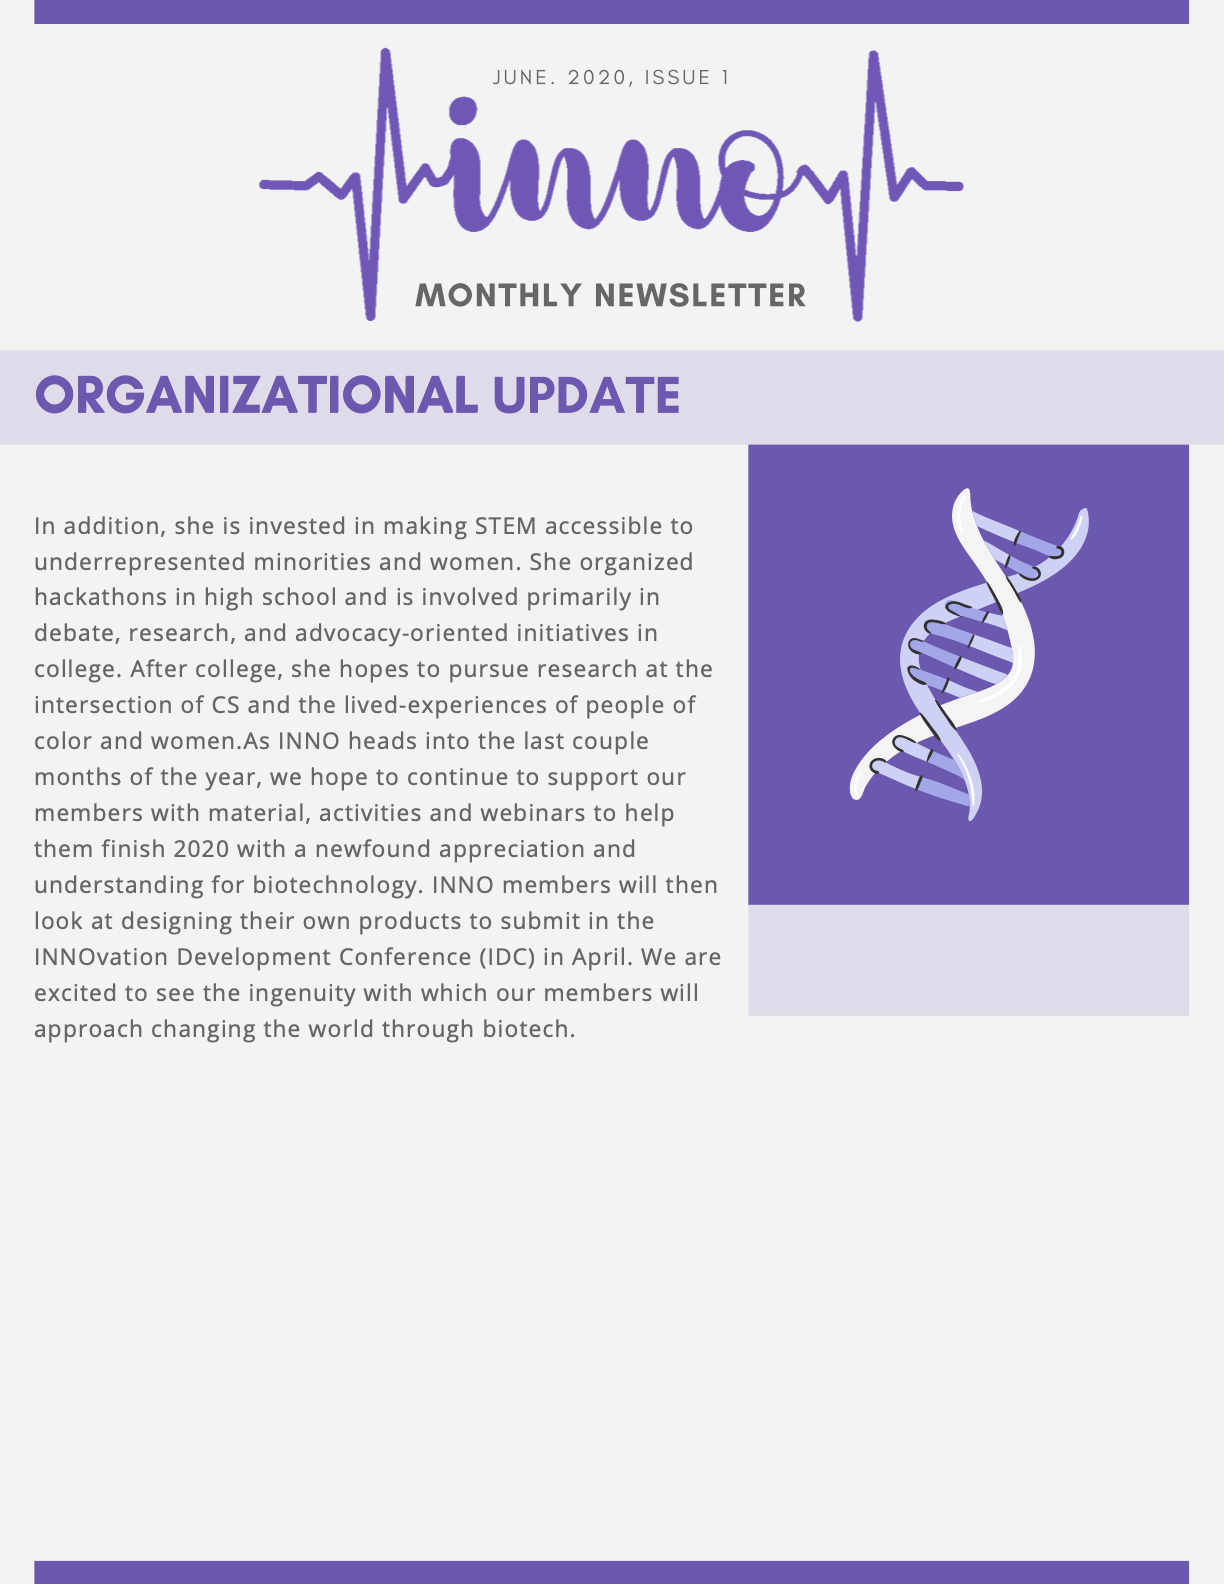 JUNE. 2020, ISSUE 1
inno
MONTHLY NEWSLETTER
ORGANIZATIONAL UPDATE
In addition, she is invested in making STEM accessible to
underrepresented minorities and women. She organized
hackathons in high school and is involved primarily in
debate, research, and advocacy-oriented initiatives in
college. After college, she hopes to pursue research at the
intersection of CS and the lived-experiences of people of
color and women.As INNO heads into the last couple
months of the year, we hope to continue to support our
members with material, activities and webinars to help
them finish 2020 with a newfound appreciation and
understanding for biotechnology. INNO members will then
look at designing their own products to submit in the
INNOvation Development Conference (IDC) in April. We are
excited to see the ingenuity with which our members will
approach changing the world through biotech.